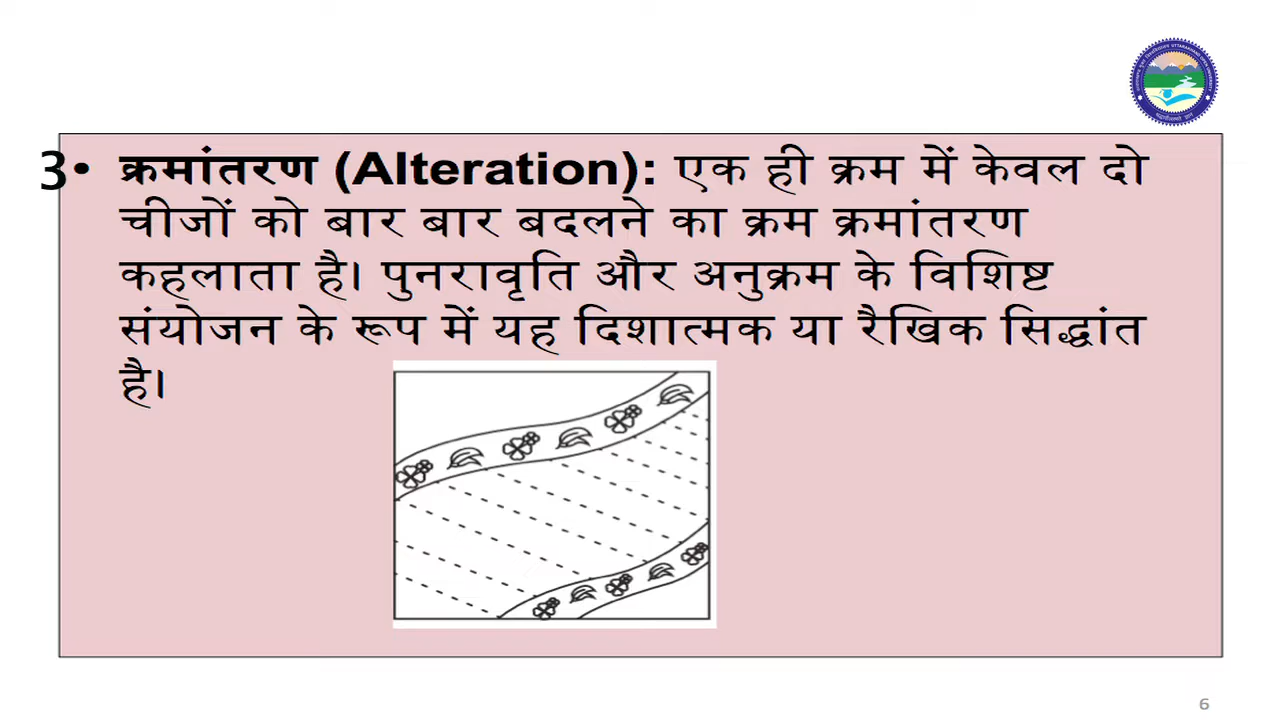 3• क्रमांतरण (Alteration): एक ही क्रम में केवल दो
चीजों को बार बार बदलने का क्रम क्रमांतरण
कहलाता है। पुनरावृति और अनुक्रम के विशिष्ट
संयोजन के रूप में यह दिशात्मक या रैखिक सिद्धांत
है।
6